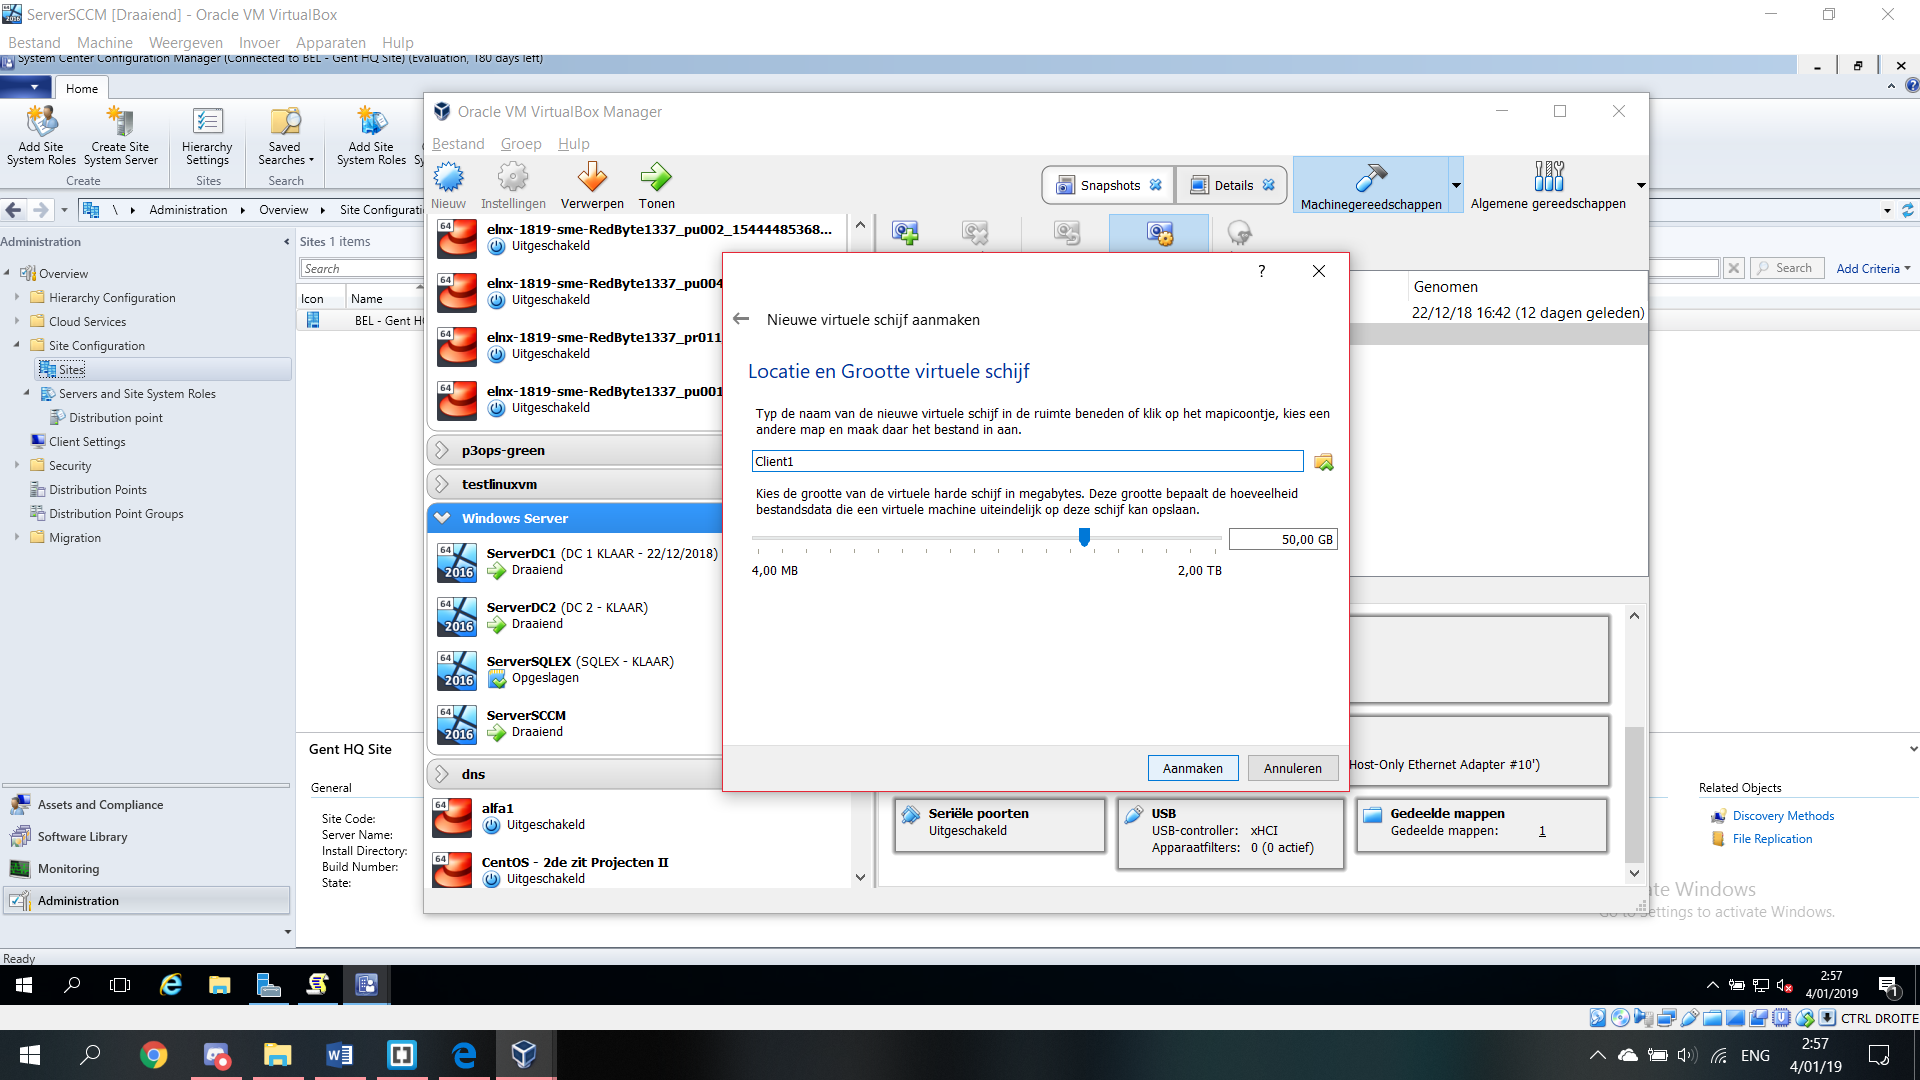 ServerSCCM [Draaiend] - Oracle VM VirtualBox
Bestand Machine Weergeven Invoer Apparaten Hulp
System Center Configuration Manager (Connected to BEL - Gent HQ Site) (Evaluation, 180 days left)
Home
Add Site System Roles
Create Site System Server
Hierarchy Settings
Saved Searches
Add Site System Roles
Create
Sites
Search
\ Administration Overview Site Configurati
Administration
Overview
Hierarchy Configuration
Cloud Services
Site Configuration
Sites
Servers and Site System Roles
Distribution point
Client Settings
Security
Distribution Points
Distribution Point Groups
Migration
Assets and Compliance
Software Library
Monitoring
Administration
Ready
Sites 1 items
Search
Icon Name
BEL - Gent H
Search
Add Criteria
Gent HQ Site
General
Site Code:
Server Name:
Install Directory:
Build Number:
State:
Related Objects
Discovery Methods
File Replication
te Windows
Go to Settings to activate Windows.
Oracle VM VirtualBox Manager
Bestand Groep Hulp
Nieuw Instellingen Verwerpen Tonen
Snapshots Details
Machinegereedschappen
Algemene gereedschappen
elnx-1819-sme-RedByte1337_pu002_15444485368...
Uitgeschakeld
elnx-1819-sme-RedByte1337_pu004
Uitgeschakeld
elnx-1819-sme-RedByte1337_pr011
Uitgeschakeld
elnx-1819-sme-RedByte1337_pu001
Uitgeschakeld
p3ops-green
testlinuxvm
Windows Server
ServerDC1 (DC 1 KLAAR - 22/12/2018)
Draaiend
ServerDC2 (DC 2 - KLAAR)
Draaiend
ServerSQLEX (SQLEX - KLAAR)
Opgeslagen
ServerSCCM
Draaiend
dns
alfa1
Uitgeschakeld
CentOS - 2de zit Projecten II
Uitgeschakeld
64
2016
Genomen
22/12/18 16:42 (12 dagen geleden)
Host-Only Ethernet Adapter #10')
Seriële poorten
Uitgeschakeld
USB
USB-controller: xHCI
Apparaatfilters: 0 (0 actief)
Gedeelde mappen
Gedeelde mappen: 1
?
Nieuwe virtuele schijf aanmaken
Locatie en Grootte virtuele schijf
Typ de naam van de nieuwe virtuele schijf in de ruimte beneden of klik op het mapicoontje, kies een
andere map en maak daar het bestand in aan.
Client1
Kies de grootte van de virtuele harde schijf in megabytes. Deze grootte bepaalt de hoeveelheid
bestandsdata die een virtuele machine uiteindelijk op deze schijf kan opslaan.
50,00 GB
4,00 MB 2,00 TB
Aanmaken Annuleren
2:57
4/01/2019
1
CTRL DROITE
ENG
2:57
4/01/19